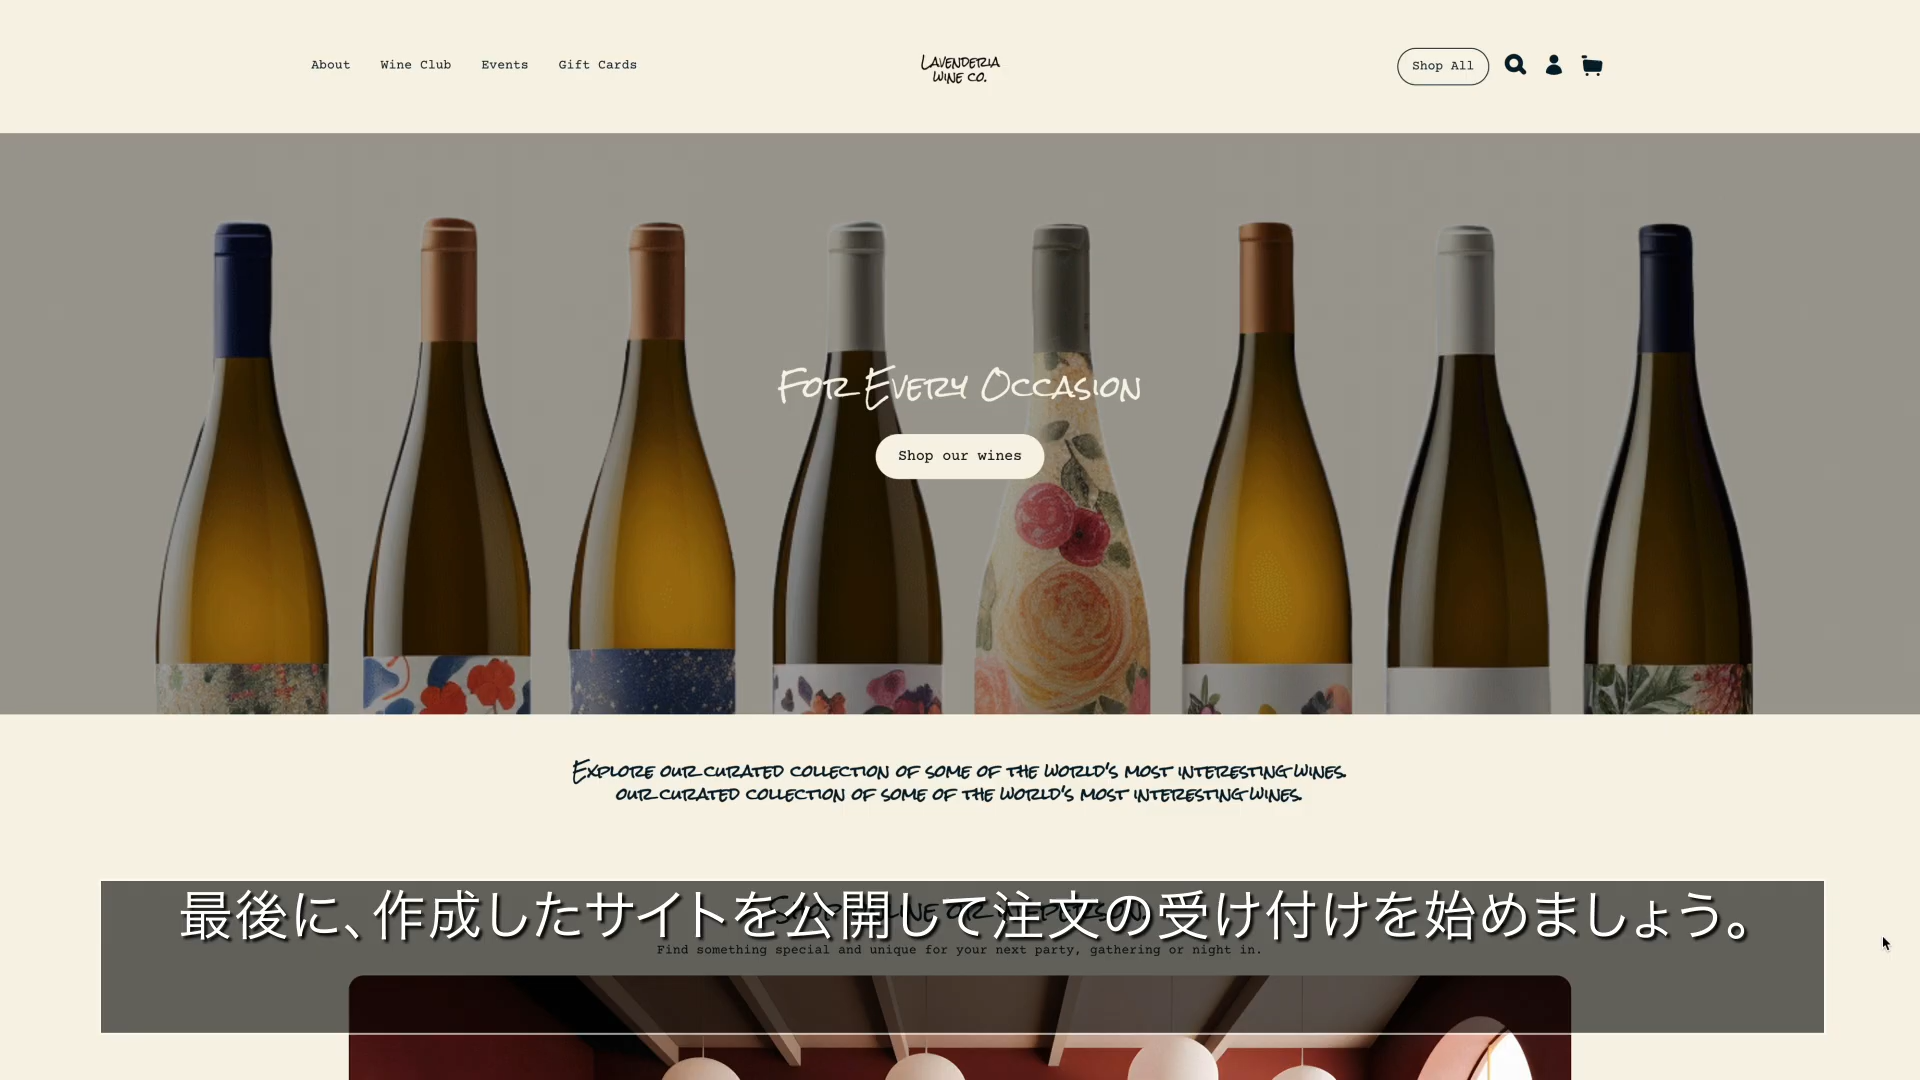 About Wine Club Events Gift Cards
Lavenderia
Wine Co.
Shop All
For Every Occasion
Shop our wines
Explore our curated collection of some of the world's most interesting wines.
our curated collection of some of the world's most interesting wines.
最後に、作成したサイトを公開して注文の受け付けを始めましょう。
Find something special and unique for your next party, gathering or night in.